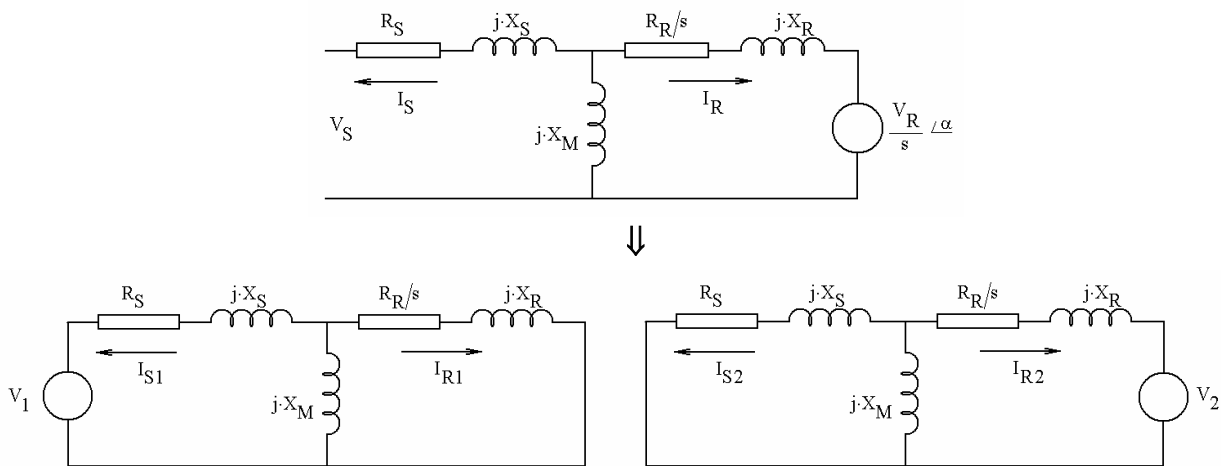 R_S
j·X_S
R_R/s
j·X_R
I_S
I_R
V_S
j·X_M
V_R/s ∠α
⇓
R_S
j·X_S
R_R/s
j·X_R
I_S1
I_R1
V_1
j·X_M
R_S
j·X_S
R_R/s
j·X_R
I_S2
I_R2
j·X_M
V_2